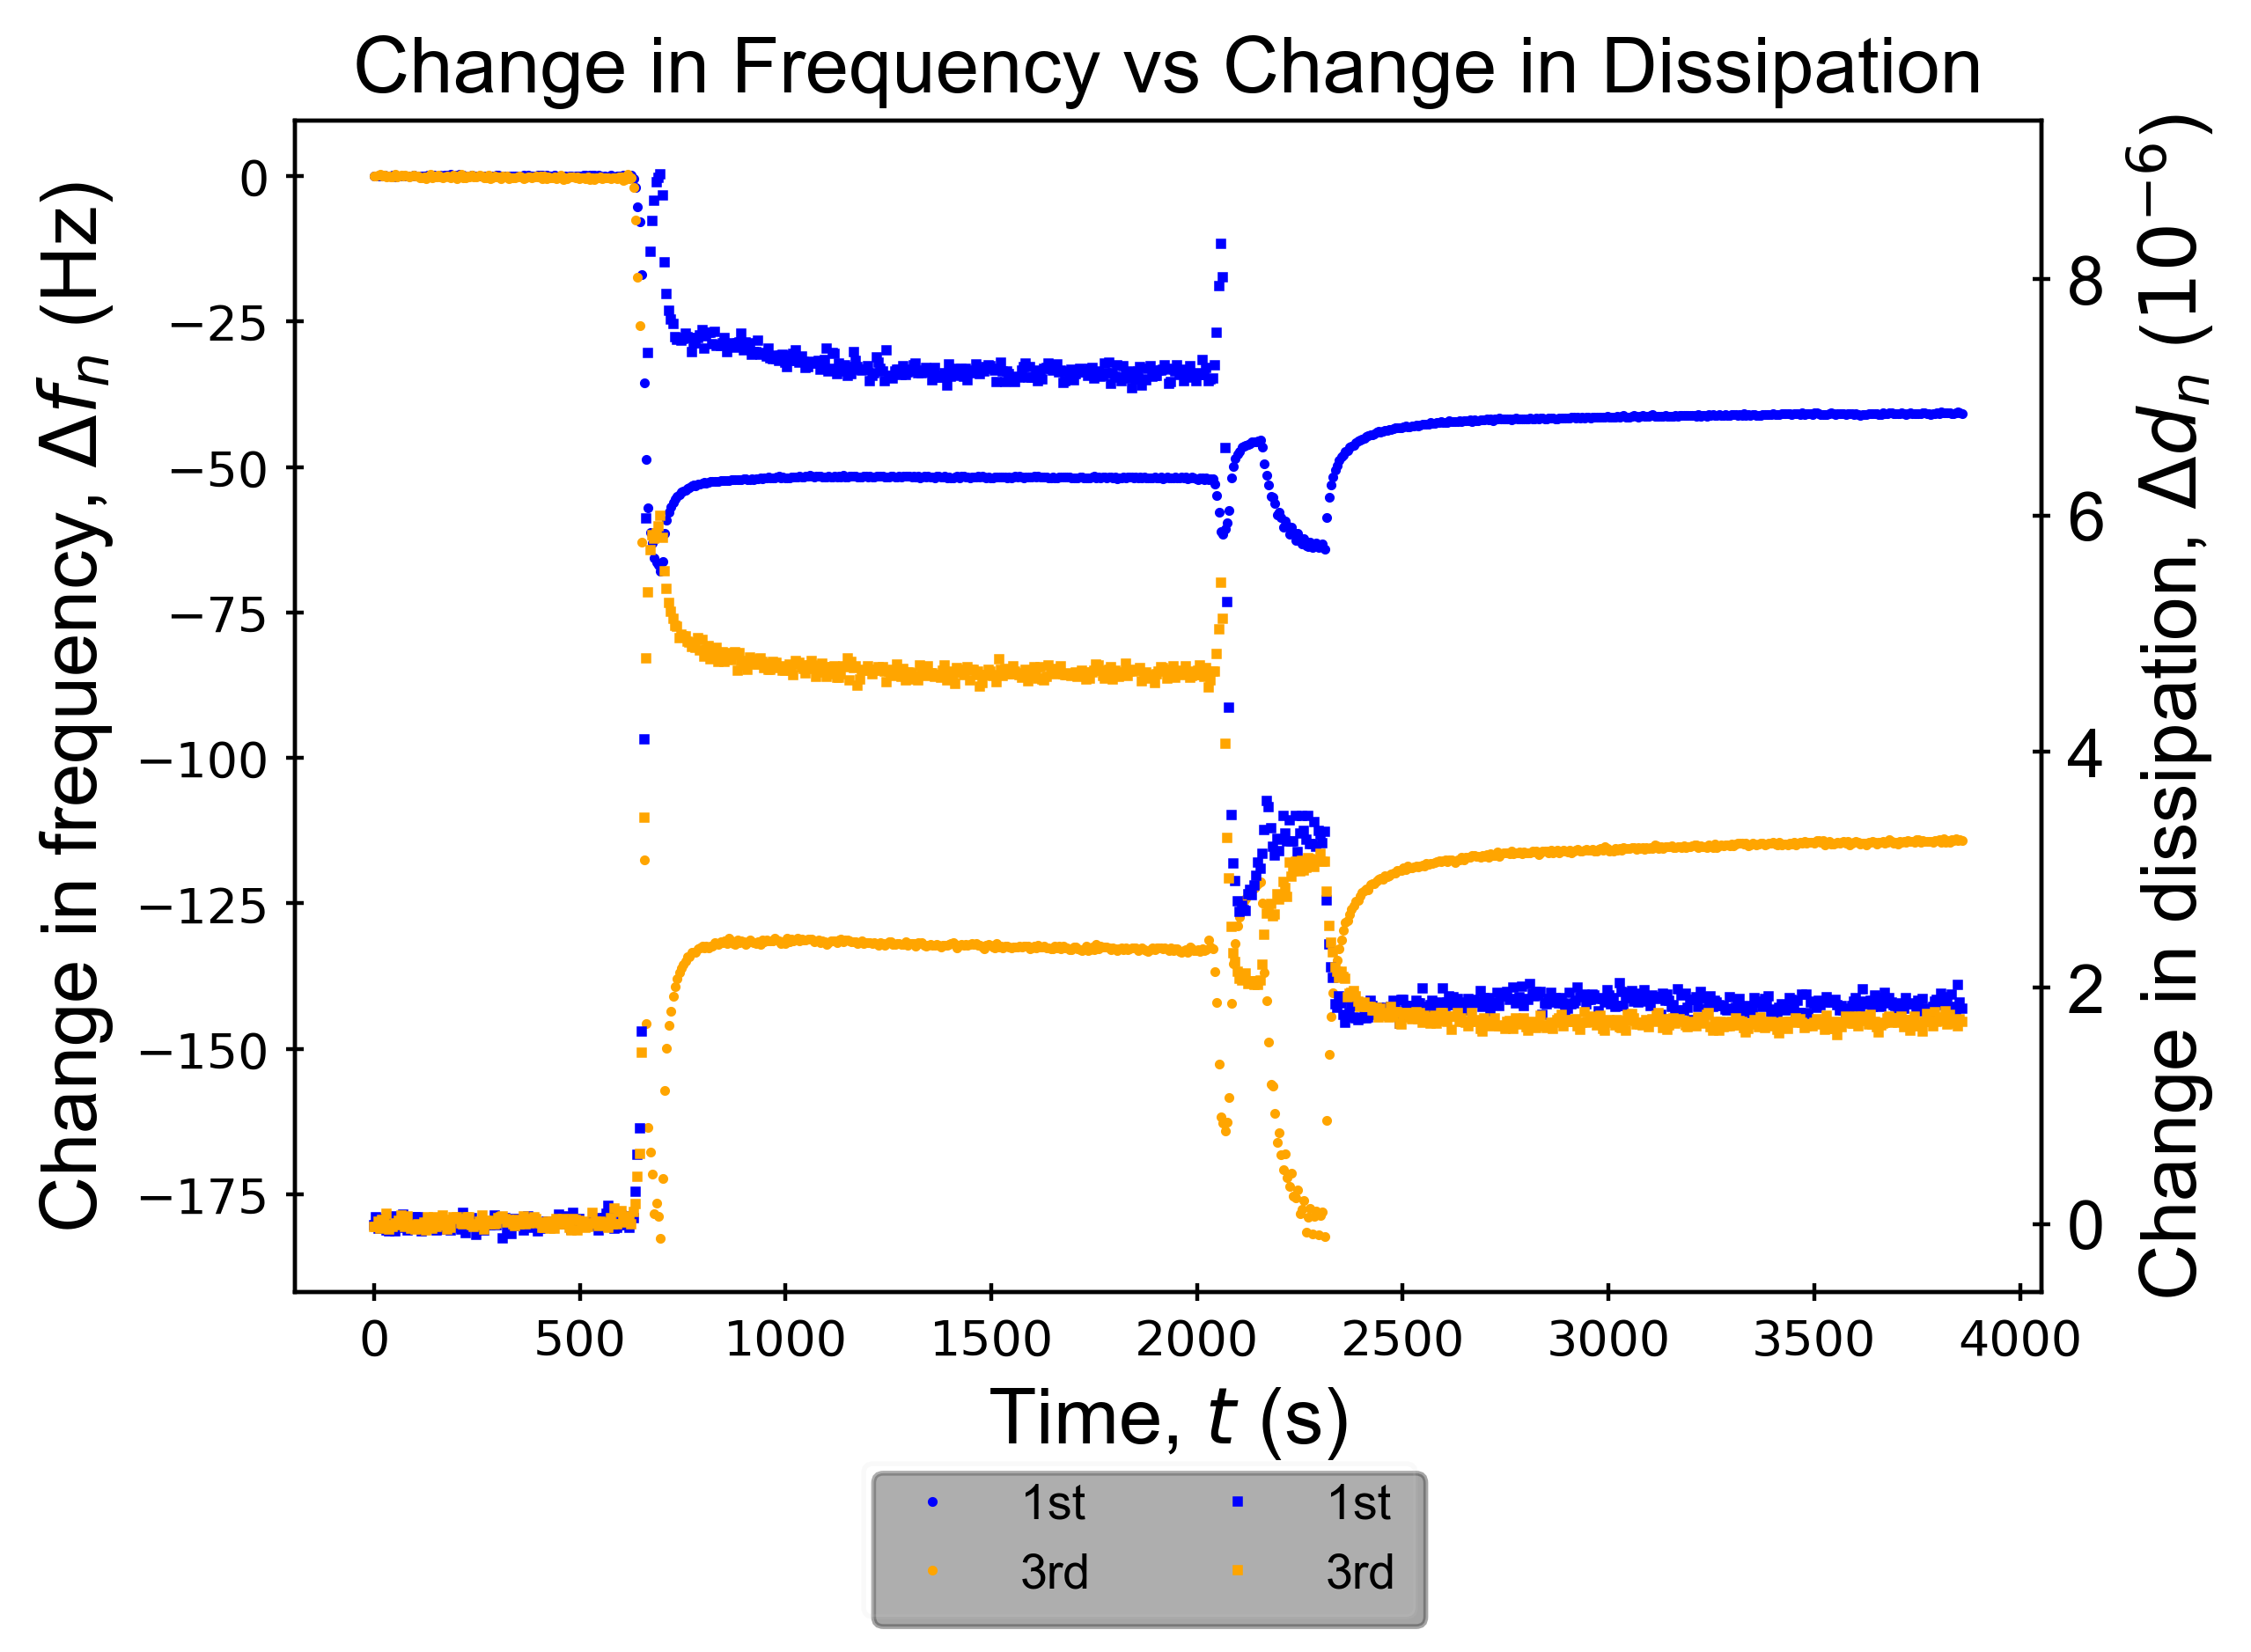 Change in Frequency vs Change in Dissipation
Change in frequency, Δfₙ (Hz)
0
−25
−50
−75
−100
−125
−150
−175
8
6
4
2
0
Change in dissipation, Δdₙ (10⁻⁶)
0 500 1000 1500 2000 2500 3000 3500 4000
Time, t (s)
1st 1st
3rd 3rd